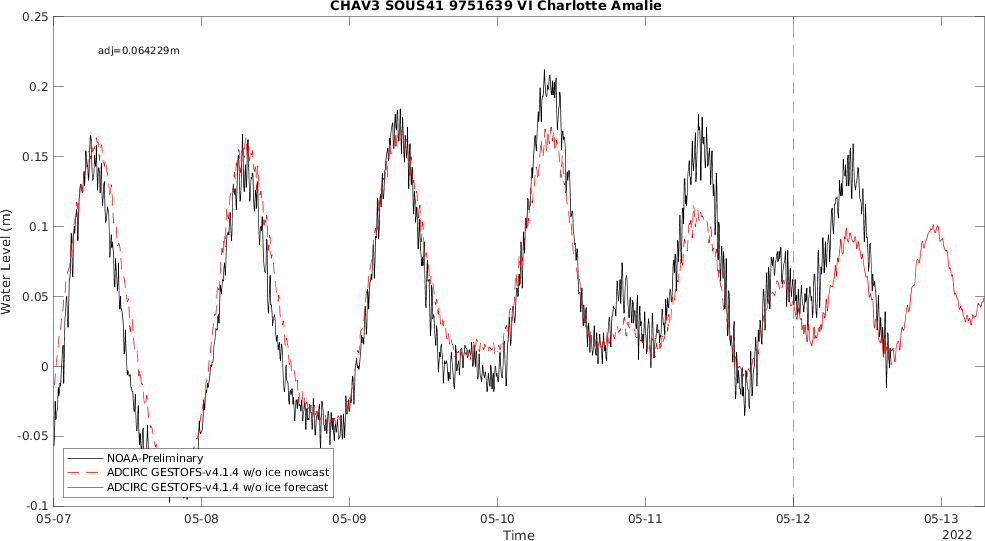 CHAV3 SOUS41 9751639 VI Charlotte Amalie
0.25
adj=0.064229m
0.2
0.15
0.1
0.05
0
-0.05
-0.1
Water Level (m)
NOAA-Preliminary
ADCIRC GESTOFS-v4.1.4 w/o ice nowcast
ADCIRC GESTOFS-v4.1.4 w/o ice forecast
05-07 05-08 05-09 05-10 05-11 05-12 05-13
Time
2022